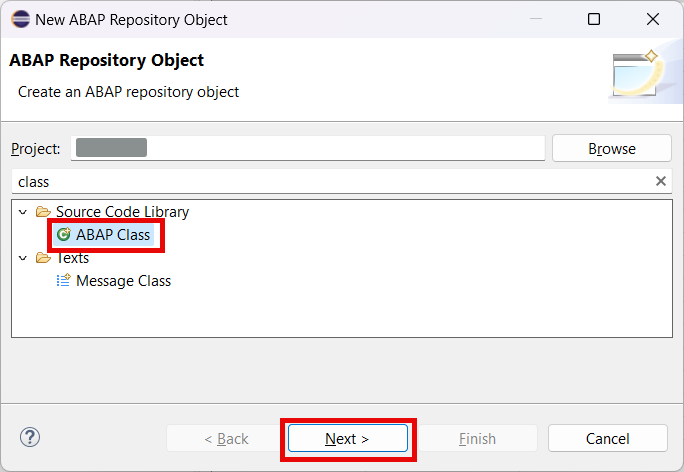 New ABAP Repository Object
ABAP Repository Object
Create an ABAP repository object
Project:
Browse
class
Source Code Library
ABAP Class
Texts
Message Class
< Back
Next >
Finish
Cancel